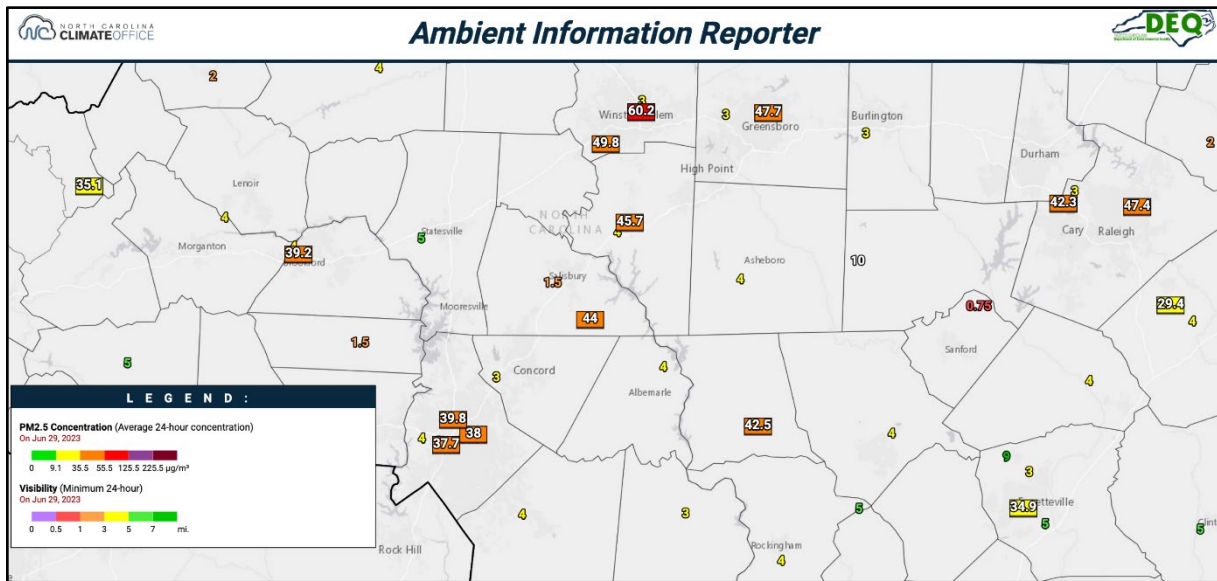 NORTH CAROLINA
CLIMATEOFFICE
Ambient Information Reporter
DEQ
2
4
3
60.2
3
47.7
Greensboro
Burlington
3
49.8
High Point
Durham
2
35.1
Lenoir
3
42.3
47.4
4
45.7
4
NORTH
CAROLINA
Statesville
5
Morganton
4
39.2
Cary
Raleigh
Asheboro
10
4
Salisbury
1.5
Mooresville
0.75
29.4
4
44
Sanford
1.5
5
Concord
3
4
Albemarle
4
LEGEND:
PM2.5 Concentration (Average 24-hour concentration)
On Jun 29, 2023
0 9.1 35.5 55.5 125.5 225.5 µg/m³
Visibility (Minimum 24-hour)
On Jun 29, 2023
0 0.5 1 3 5 7 mi.
39.8
38
4
37.7
42.5
4
9
3
34.9
5
5
4
3
5
Rock Hill
Rockingham
4